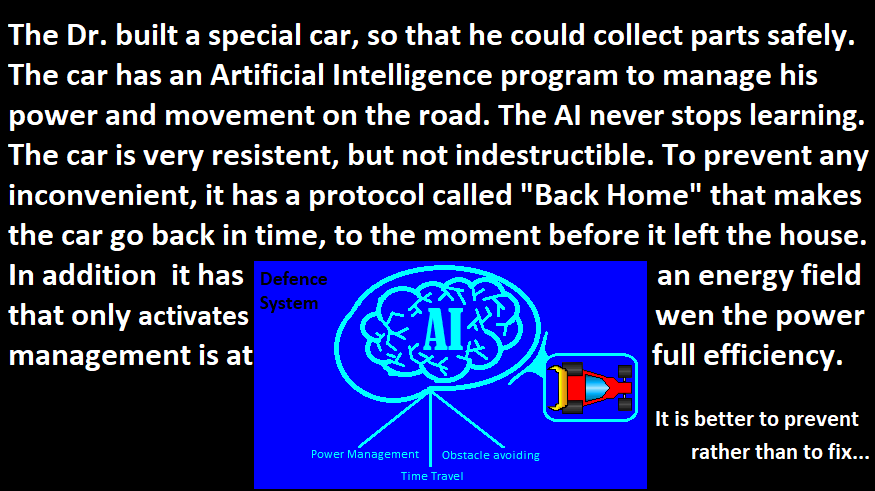 The Dr. built a special car, so that he could collect parts safely.
The car has an Artificial Intelligence program to manage his
power and movement on the road. The AI never stops learning.
The car is very resistent, but not indestructible. To prevent any
inconvenient, it has a protocol called "Back Home" that makes
the car go back in time, to the moment before it left the house.
In addition  it has an energy field
that only activates wen the power
management is at full efficiency.
Defence
System
AI
Power Management
Obstacle avoiding
Time Travel
It is better to prevent
rather than to fix...